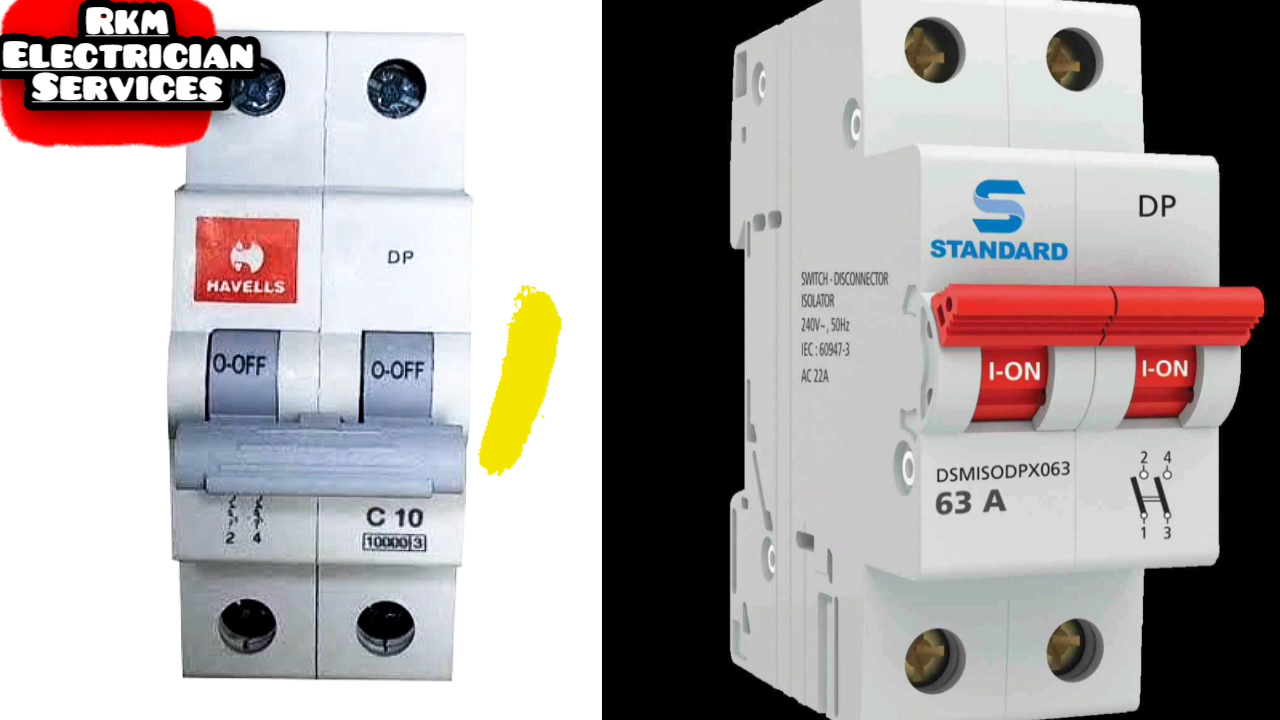 RKM
ELECTRICIAN
SERVICES
HAVELLS
DP
O-OFF
O-OFF
2 4
C 10
10000 3
STANDARD
DP
SWITCH - DISCONNECTOR
ISOLATOR
240V~, 50Hz
IEC : 60947-3
AC 22A
I-ON
I-ON
DSMISODPX063
63 A
2 4
1 3